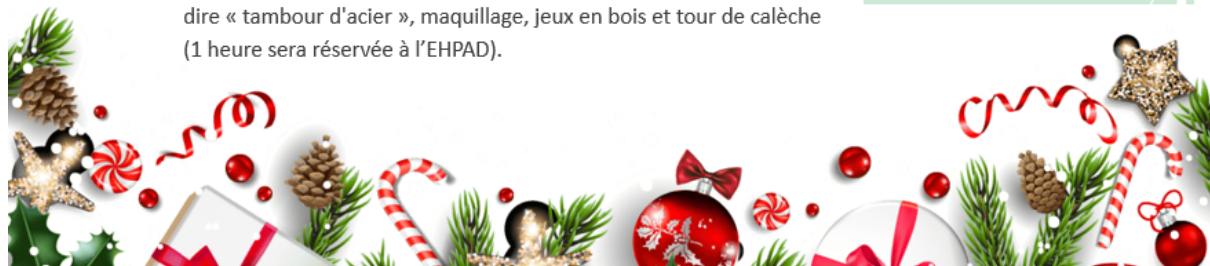 dire « tambour d'acier », maquillage, jeux en bois et tour de calèche
(1 heure sera réservée à l’EHPAD).